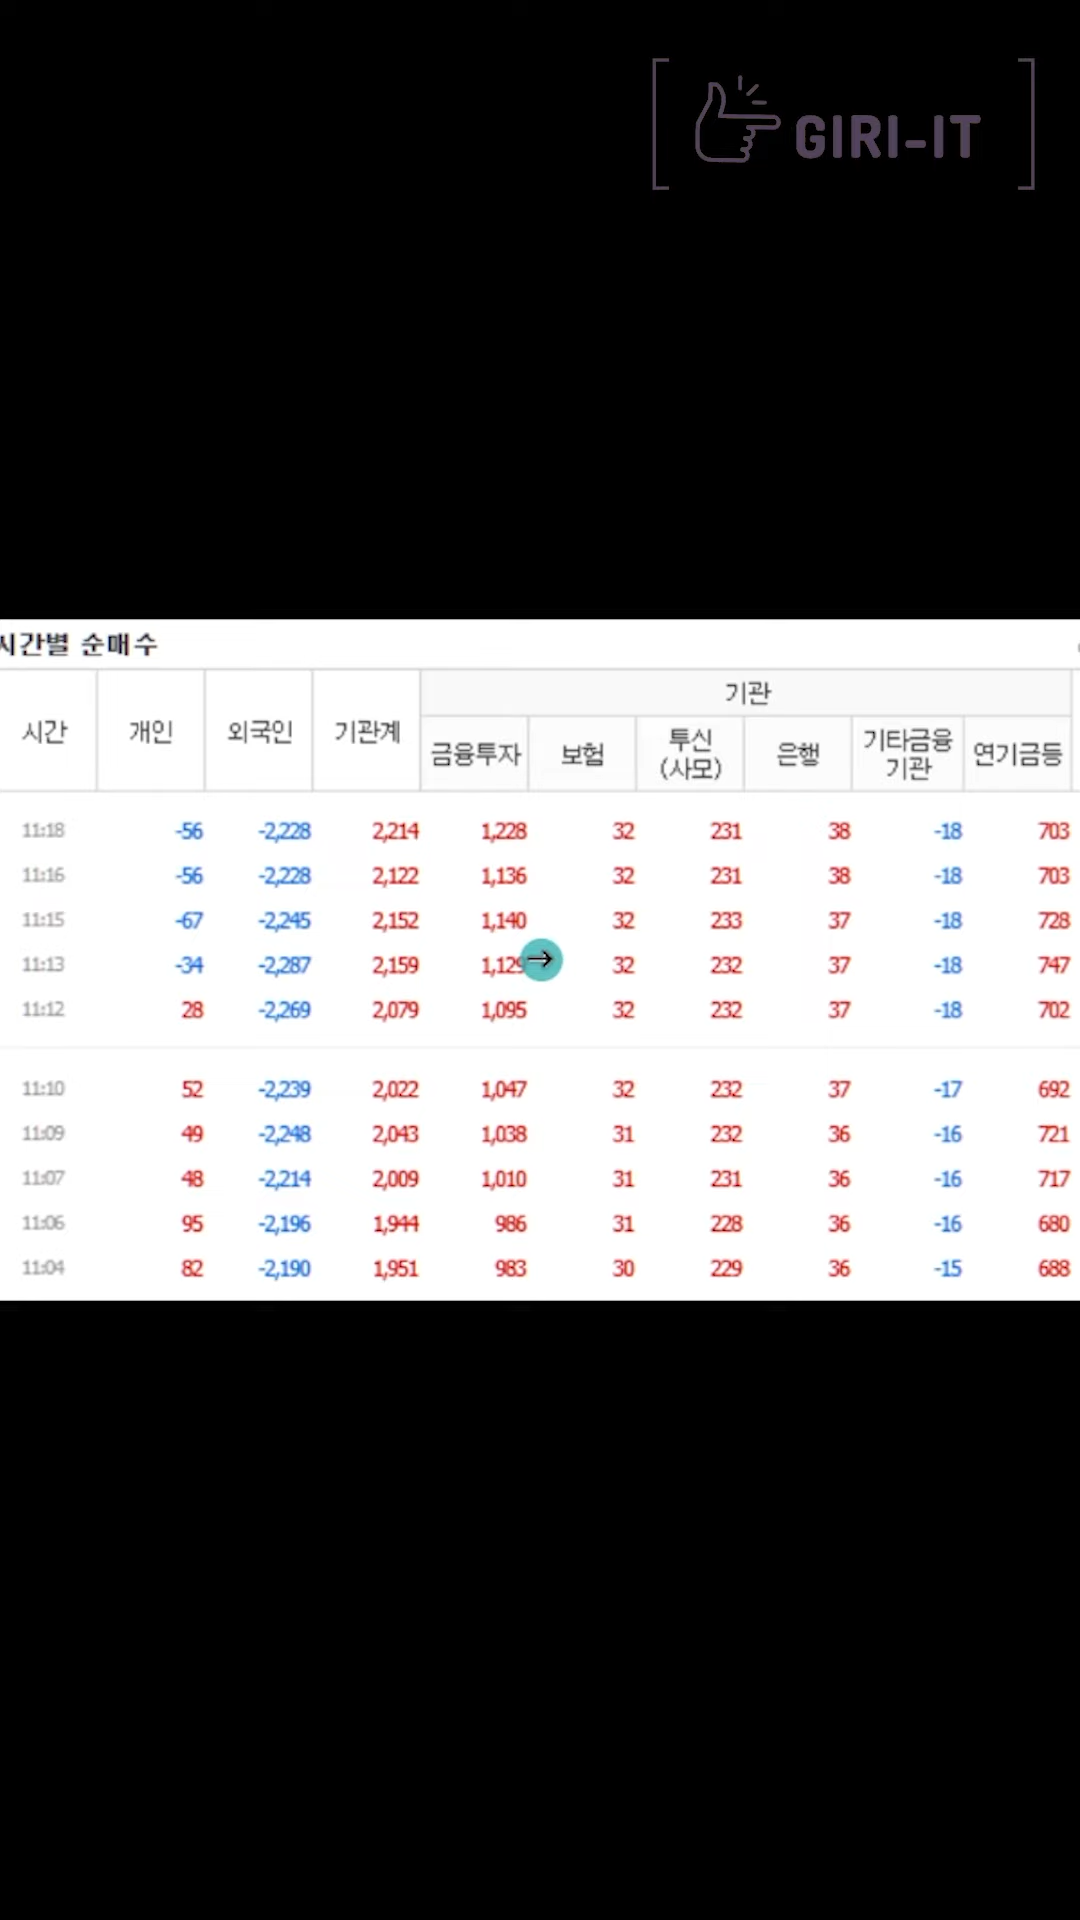 GIRI-IT
시간별 순매수
시간 개인 외국인 기관계 기관
금융투자 보험 투신(사모) 은행 기타금융기관 연기금등
11:18 -56 -2,228 2,214 1,228 32 231 38 -18 703
11:16 -56 -2,228 2,122 1,136 32 231 38 -18 703
11:15 -67 -2,245 2,152 1,140 32 233 37 -18 728
11:13 -34 -2,287 2,159 1,129 32 232 37 -18 747
11:12 28 -2,269 2,079 1,095 32 232 37 -18 702
11:10 52 -2,239 2,022 1,047 32 232 37 -17 692
11:09 49 -2,248 2,043 1,038 31 232 36 -16 721
11:07 48 -2,214 2,009 1,010 31 231 36 -16 717
11:06 95 -2,196 1,944 986 31 228 36 -16 680
11:04 82 -2,190 1,951 983 30 229 36 -15 688